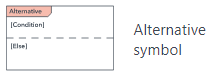 Alternative
[Condition]
[Else]
Alternative
symbol